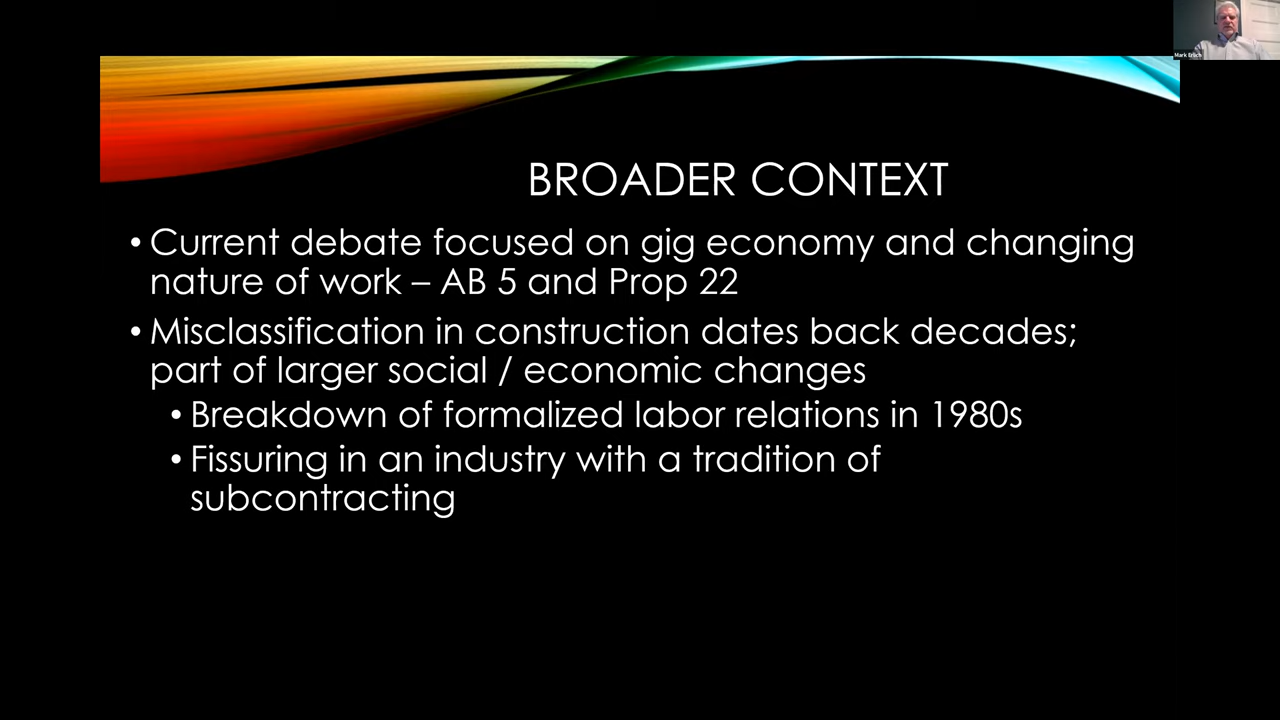 Mark Erlich
BROADER CONTEXT
• Current debate focused on gig economy and changing
nature of work – AB 5 and Prop 22
• Misclassification in construction dates back decades;
part of larger social / economic changes
• Breakdown of formalized labor relations in 1980s
• Fissuring in an industry with a tradition of
subcontracting